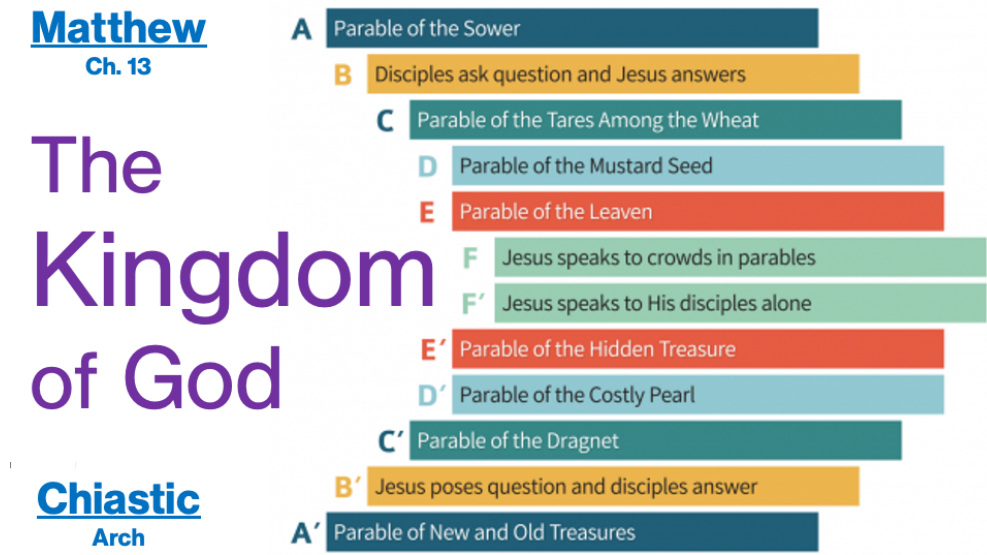 Matthew
Ch. 13
The
Kingdom
of God
Chiastic
Arch
A Parable of the Sower
B Disciples ask question and Jesus answers
C Parable of the Tares Among the Wheat
D Parable of the Mustard Seed
E Parable of the Leaven
F Jesus speaks to crowds in parables
F′ Jesus speaks to His disciples alone
E′ Parable of the Hidden Treasure
D′ Parable of the Costly Pearl
C′ Parable of the Dragnet
B′ Jesus poses question and disciples answer
A′ Parable of New and Old Treasures